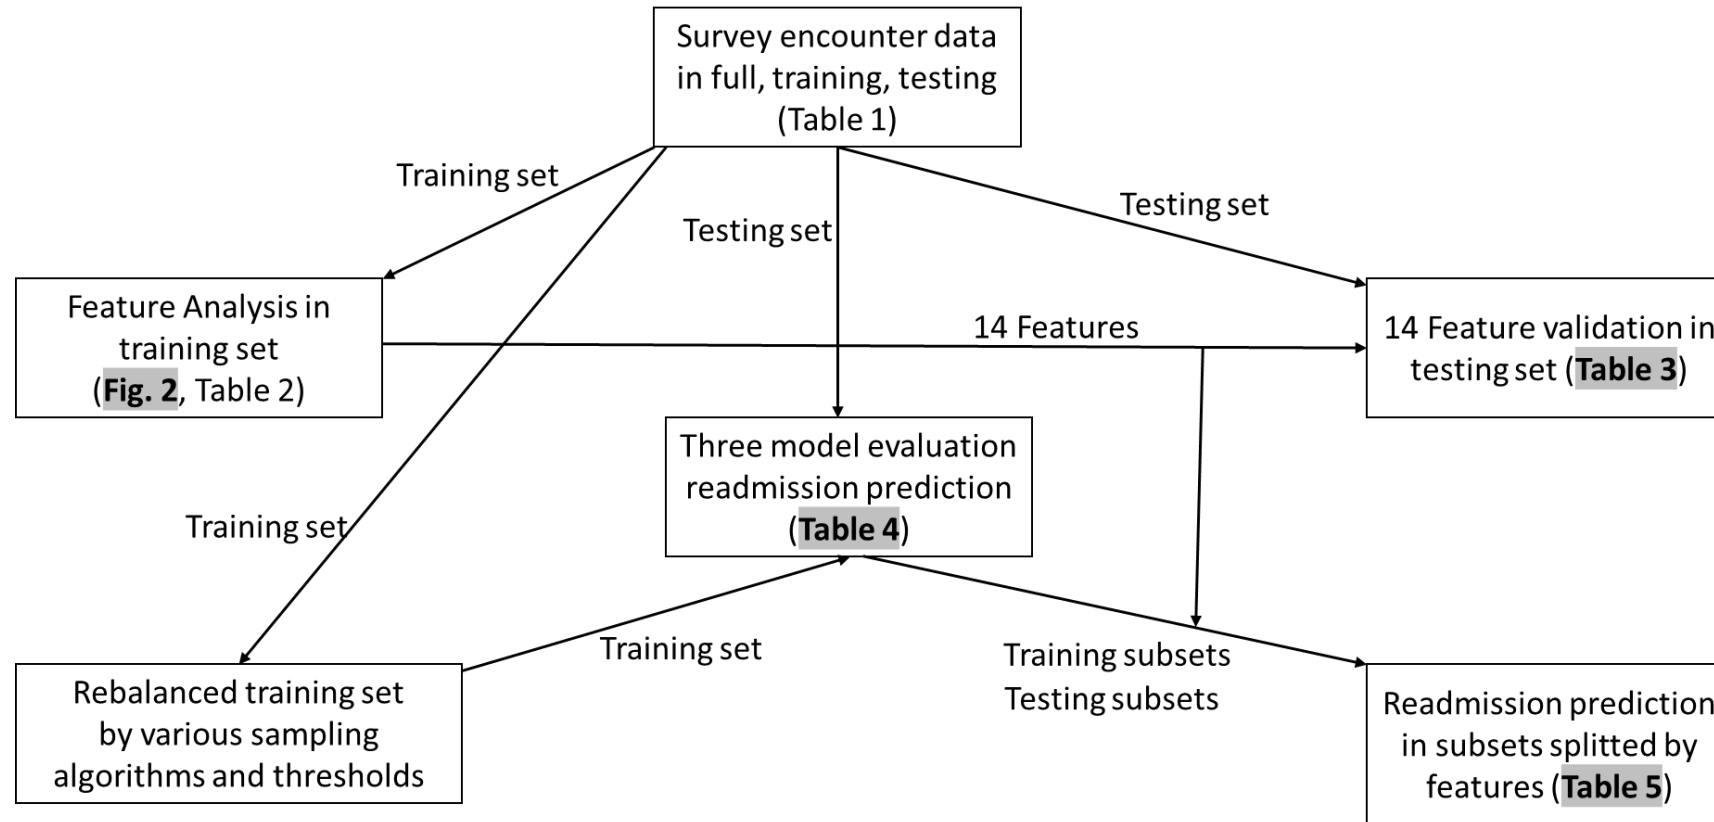 Survey encounter data
in full, training, testing
(Table 1)
Training set
Testing set
Testing set
Feature Analysis in
training set
(Fig. 2, Table 2)
14 Features
14 Feature validation in
testing set (Table 3)
Three model evaluation
readmission prediction
(Table 4)
Training set
Training set
Training subsets
Testing subsets
Rebalanced training set
by various sampling
algorithms and thresholds
Readmission prediction
in subsets splitted by
features (Table 5)